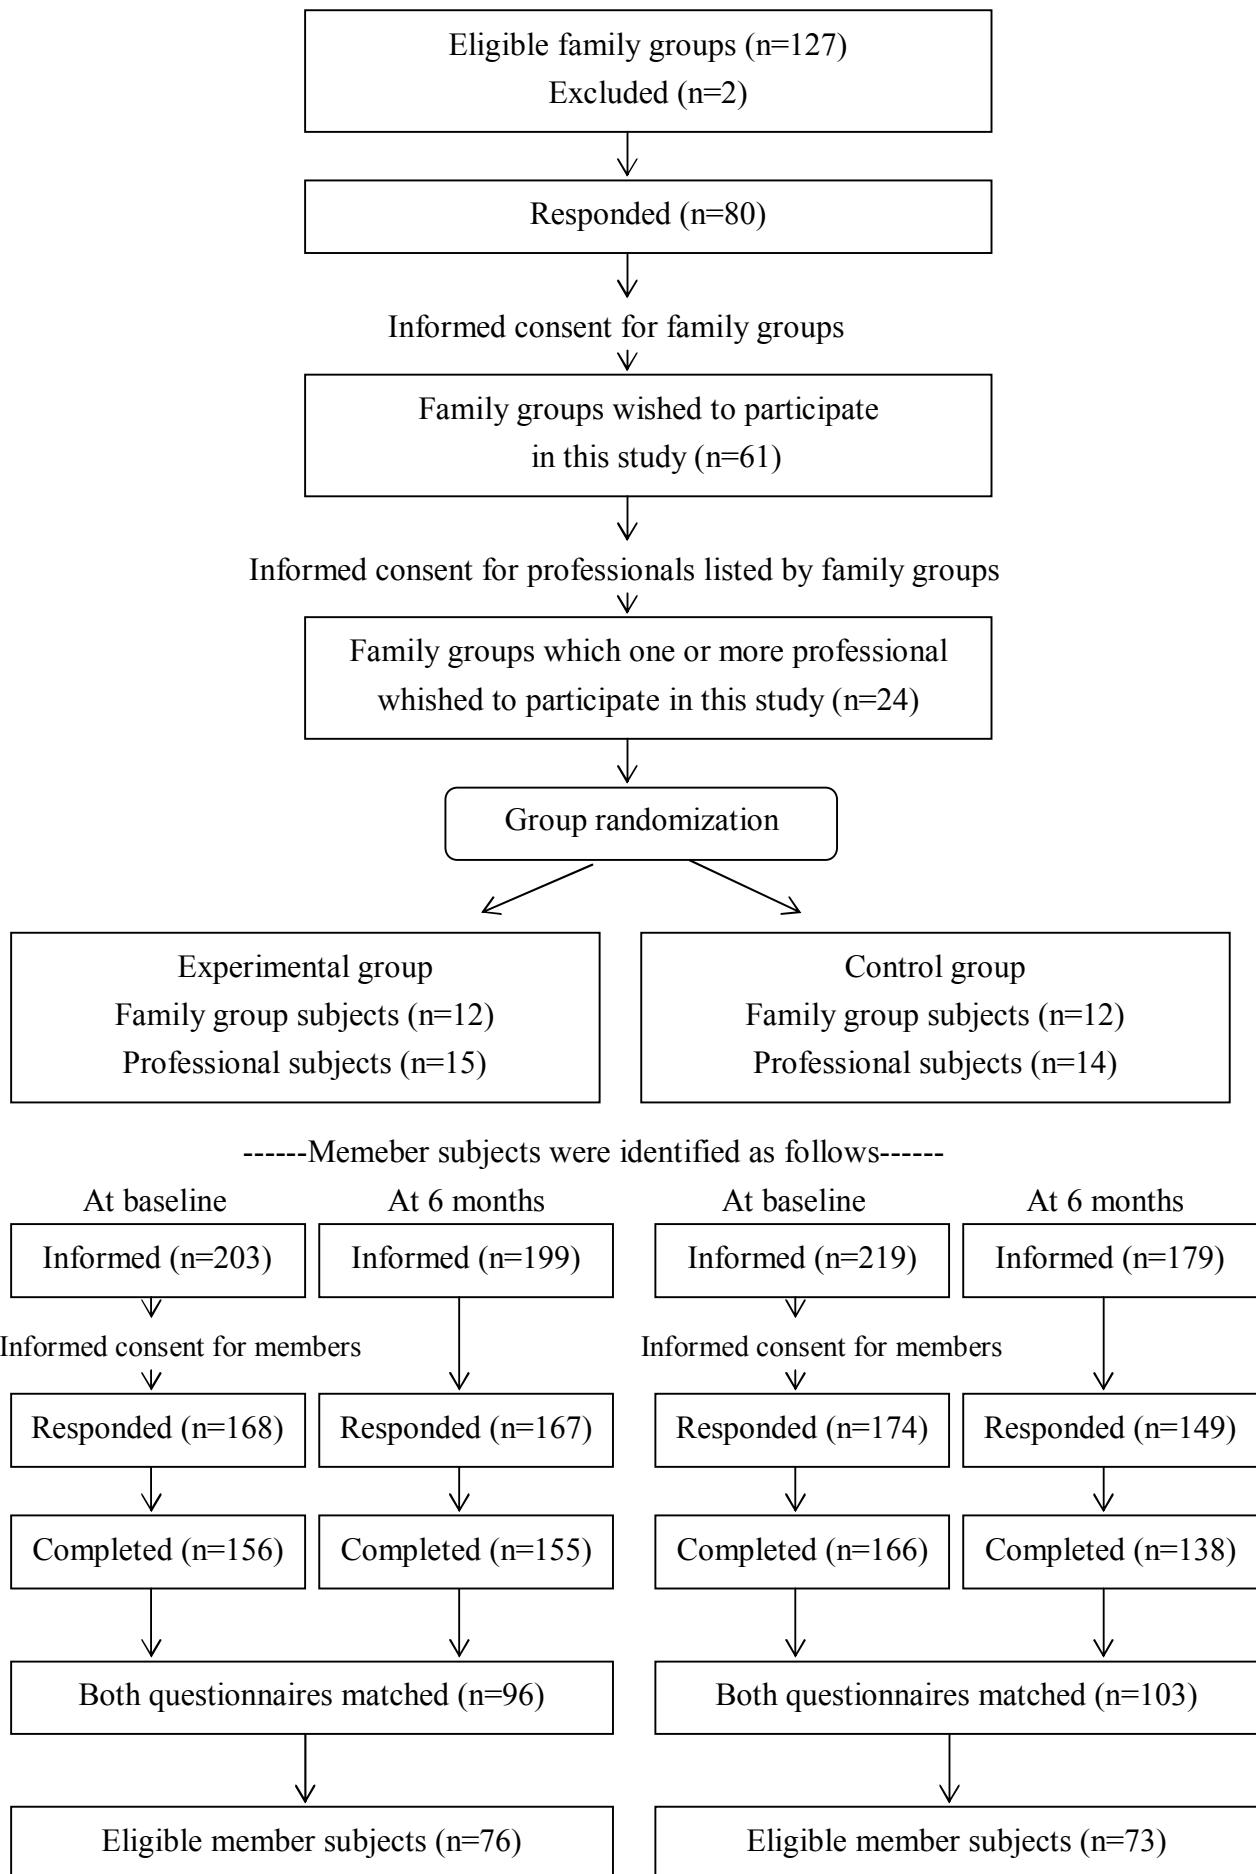 Eligible family groups (n=127)
Excluded (n=2)
Responded (n=80)
Informed consent for family groups
Family groups wished to participate
in this study (n=61)
Informed consent for professionals listed by family groups
Family groups which one or more professional
whished to participate in this study (n=24)
Group randomization
Experimental group
Family group subjects (n=12)
Professional subjects (n=15)
Control group
Family group subjects (n=12)
Professional subjects (n=14)
------Memeber subjects were identified as follows------
At baseline
At 6 months
At baseline
At 6 months
Informed (n=203)
Informed (n=199)
Informed (n=219)
Informed (n=179)
Informed consent for members
Informed consent for members
Responded (n=168)
Responded (n=167)
Responded (n=174)
Responded (n=149)
Completed (n=156)
Completed (n=155)
Completed (n=166)
Completed (n=138)
Both questionnaires matched (n=96)
Both questionnaires matched (n=103)
Eligible member subjects (n=76)
Eligible member subjects (n=73)